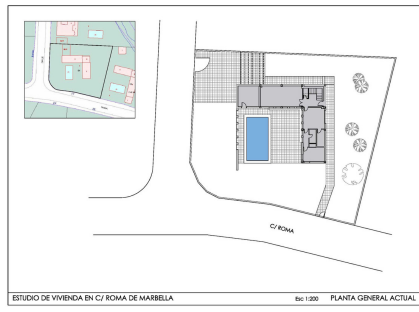 C/ ROMA
ESTUDIO DE VIVIENDA EN C/ ROMA DE MARBELLA
Esc 1:200
PLANTA GENERAL ACTUAL